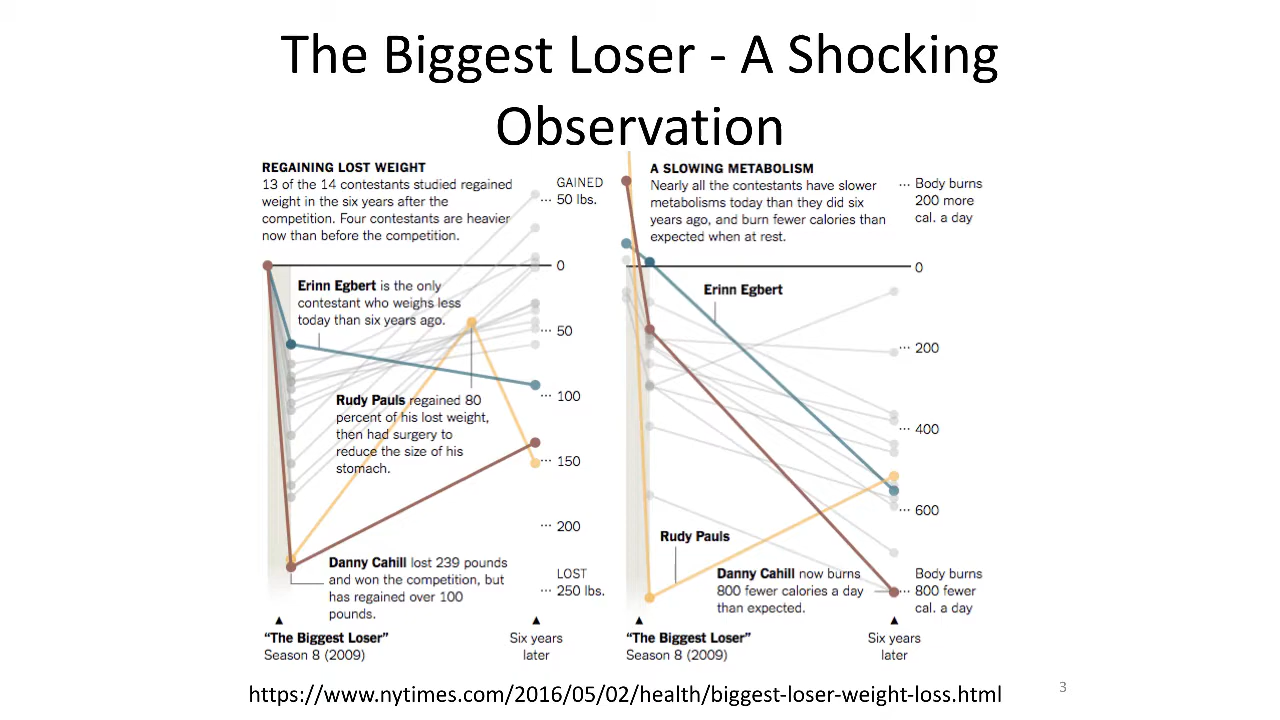 The Biggest Loser - A Shocking
Observation
REGAINING LOST WEIGHT
13 of the 14 contestants studied regained
weight in the six years after the
competition. Four contestants are heavier
now than before the competition.
GAINED
··· 50 lbs.
0
Erinn Egbert is the only
contestant who weighs less
today than six years ago.
··· 50
Rudy Pauls regained 80
percent of his lost weight,
then had surgery to
reduce the size of his
stomach.
··· 100
··· 150
··· 200
Danny Cahill lost 239 pounds
and won the competition, but
has regained over 100
pounds.
LOST
··· 250 lbs.
▲
"The Biggest Loser"
Season 8 (2009)
▲
Six years
later
A SLOWING METABOLISM
Nearly all the contestants have slower
metabolisms today than they did six
years ago, and burn fewer calories than
expected when at rest.
··· Body burns
200 more
cal. a day
0
Erinn Egbert
··· 200
··· 400
··· 600
Rudy Pauls
Danny Cahill now burns
800 fewer calories a day
than expected.
Body burns
··· 800 fewer
cal. a day
▲
"The Biggest Loser"
Season 8 (2009)
▲
Six years
later
https://www.nytimes.com/2016/05/02/health/biggest-loser-weight-loss.html
3